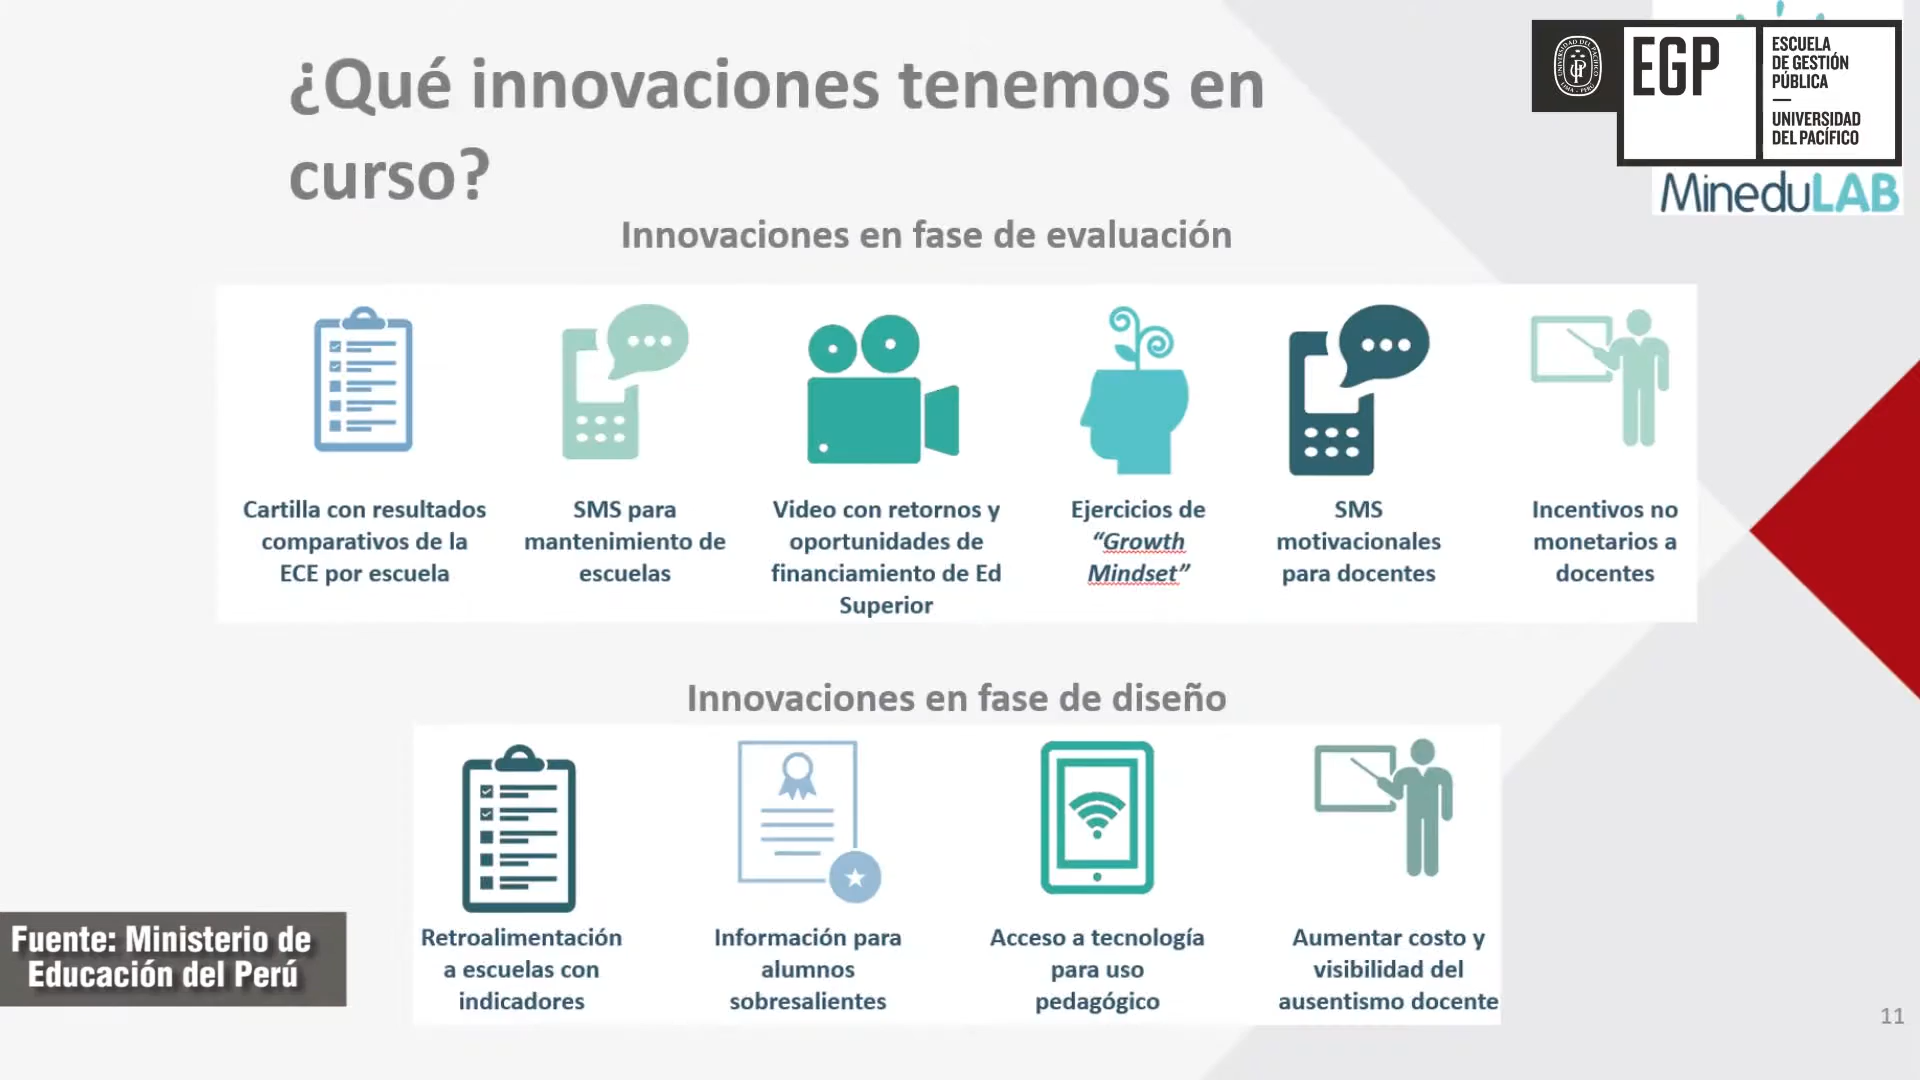 ¿Qué innovaciones tenemos en
curso?
EGP
ESCUELA
DE GESTIÓN
PÚBLICA
—
UNIVERSIDAD
DEL PACÍFICO
MineduLAB
Innovaciones en fase de evaluación
Cartilla con resultados
comparativos de la
ECE por escuela
SMS para
mantenimiento de
escuelas
Video con retornos y
oportunidades de
financiamiento de Ed
Superior
Ejercicios de
“Growth
Mindset”
SMS
motivacionales
para docentes
Incentivos no
monetarios a
docentes
Innovaciones en fase de diseño
Retroalimentación
a escuelas con
indicadores
Información para
alumnos
sobresalientes
Acceso a tecnología
para uso
pedagógico
Aumentar costo y
visibilidad del
ausentismo docente
Fuente: Ministerio de
Educación del Perú
11